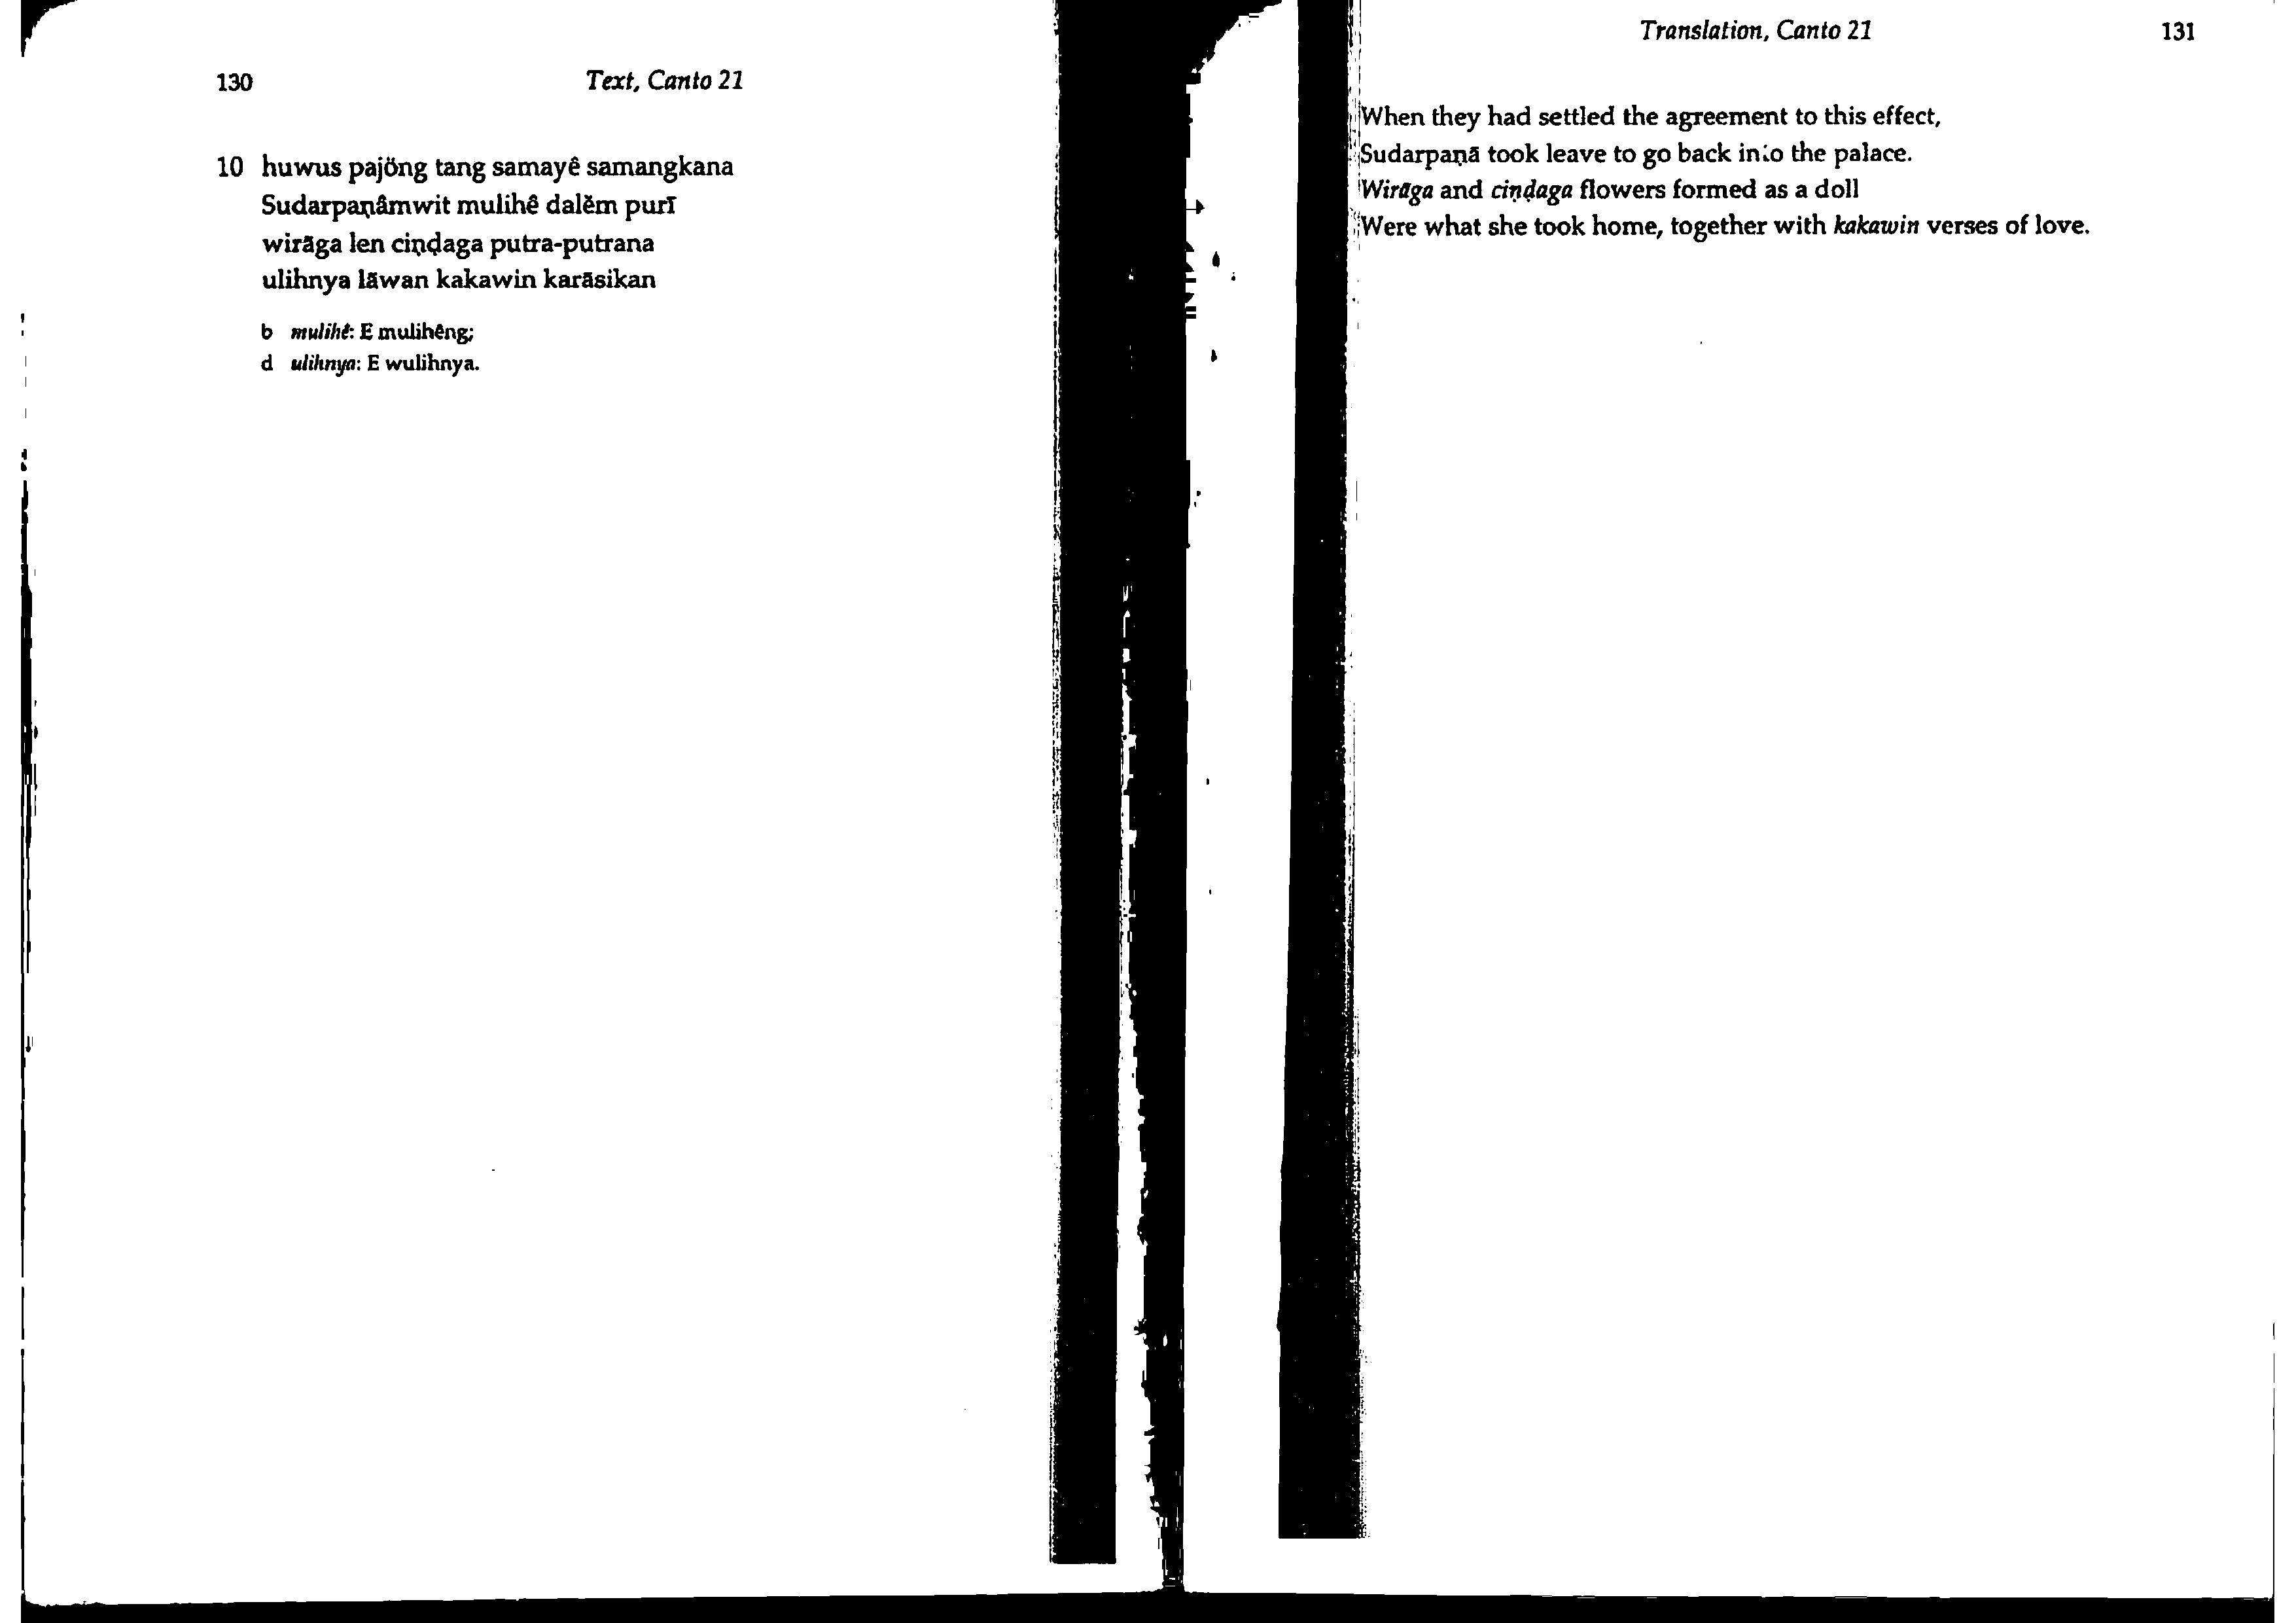 130 Text, Canto 21
10 huwus pajöng tang samayê samangkana
Sudarpaṇâmwit mulihê dalĕm purī
wirāga len ciṇḍaga putra-putrana
ulihnya lāwan kakawin karāsikan
b mulihê: E mulihêng;
d ulihnya: E wulihnya.
Translation, Canto 21 131
When they had settled the agreement to this effect,
Sudarpaṇā took leave to go back into the palace.
Wirāga and ciṇḍaga flowers formed as a doll
Were what she took home, together with kakawin verses of love.